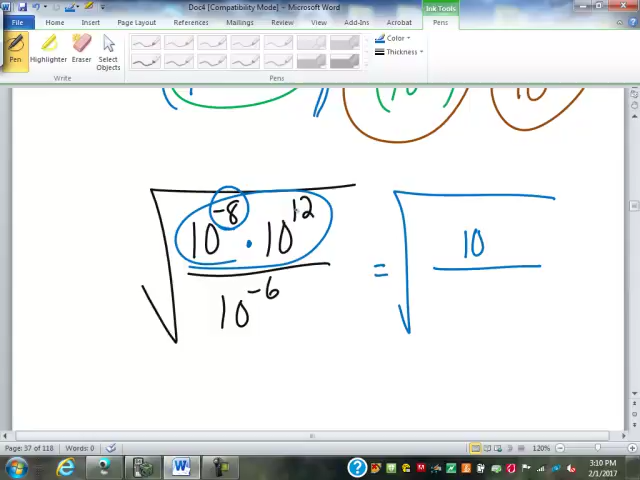 Doc4 [Compatibility Mode] - Microsoft Word
Ink Tools
File Home Insert Page Layout References Mailings Review View Add-Ins Acrobat Pens
Pen Highlighter Eraser Select Objects
Color
Thickness
Write Pens
10 10
10^-8 · 10^12 10
=
10^-6
Page: 37 of 118 Words: 0 120%
3:10 PM
2/1/2017